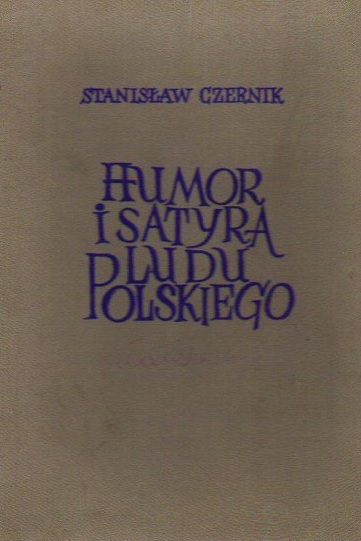 STANISŁAW CZERNIK
HUMOR
i SATYRA
LUDU
POLSKIEGO